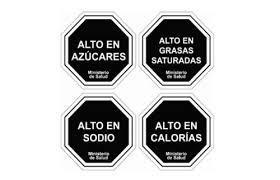 ALTO EN
AZÚCARES
Ministerio
de Salud
ALTO EN
GRASAS
SATURADAS
Ministerio
de Salud
ALTO EN
SODIO
Ministerio
de Salud
ALTO EN
CALORÍAS
Ministerio
de Salud